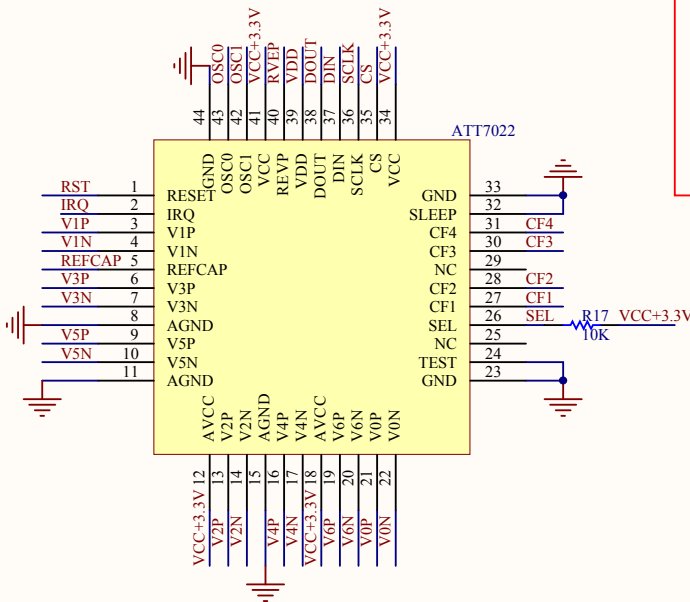 OSC0
OSC1
VCC+3.3V
RVEP
VDD
DOUT
DIN
SCLK
CS
VCC+3.3V
44
43
42
41
40
39
38
37
36
35
34
ATT7022
GND
OSC0
OSC1
VCC
REVP
VDD
DOUT
DIN
SCLK
CS
VCC
RST 1 RESET
IRQ 2 IRQ
V1P 3 V1P
V1N 4 V1N
REFCAP 5 REFCAP
V3P 6 V3P
V3N 7 V3N
8 AGND
V5P 9 V5P
V5N 10 V5N
11 AGND
GND 33
SLEEP 32
CF4 31 CF4
CF3 30 CF3
NC 29
CF2 28 CF2
CF1 27 CF1
SEL 26 SEL R17 VCC+3.3V
10K
NC 25
TEST 24
GND 23
AVCC
V2P
V2N
AGND
V4P
V4N
AVCC
V6P
V6N
V0P
V0N
12
13
14
15
16
17
18
19
20
21
22
VCC+3.3V
V2P
V2N
V4P
V4N
VCC+3.3V
V6P
V6N
V0P
V0N